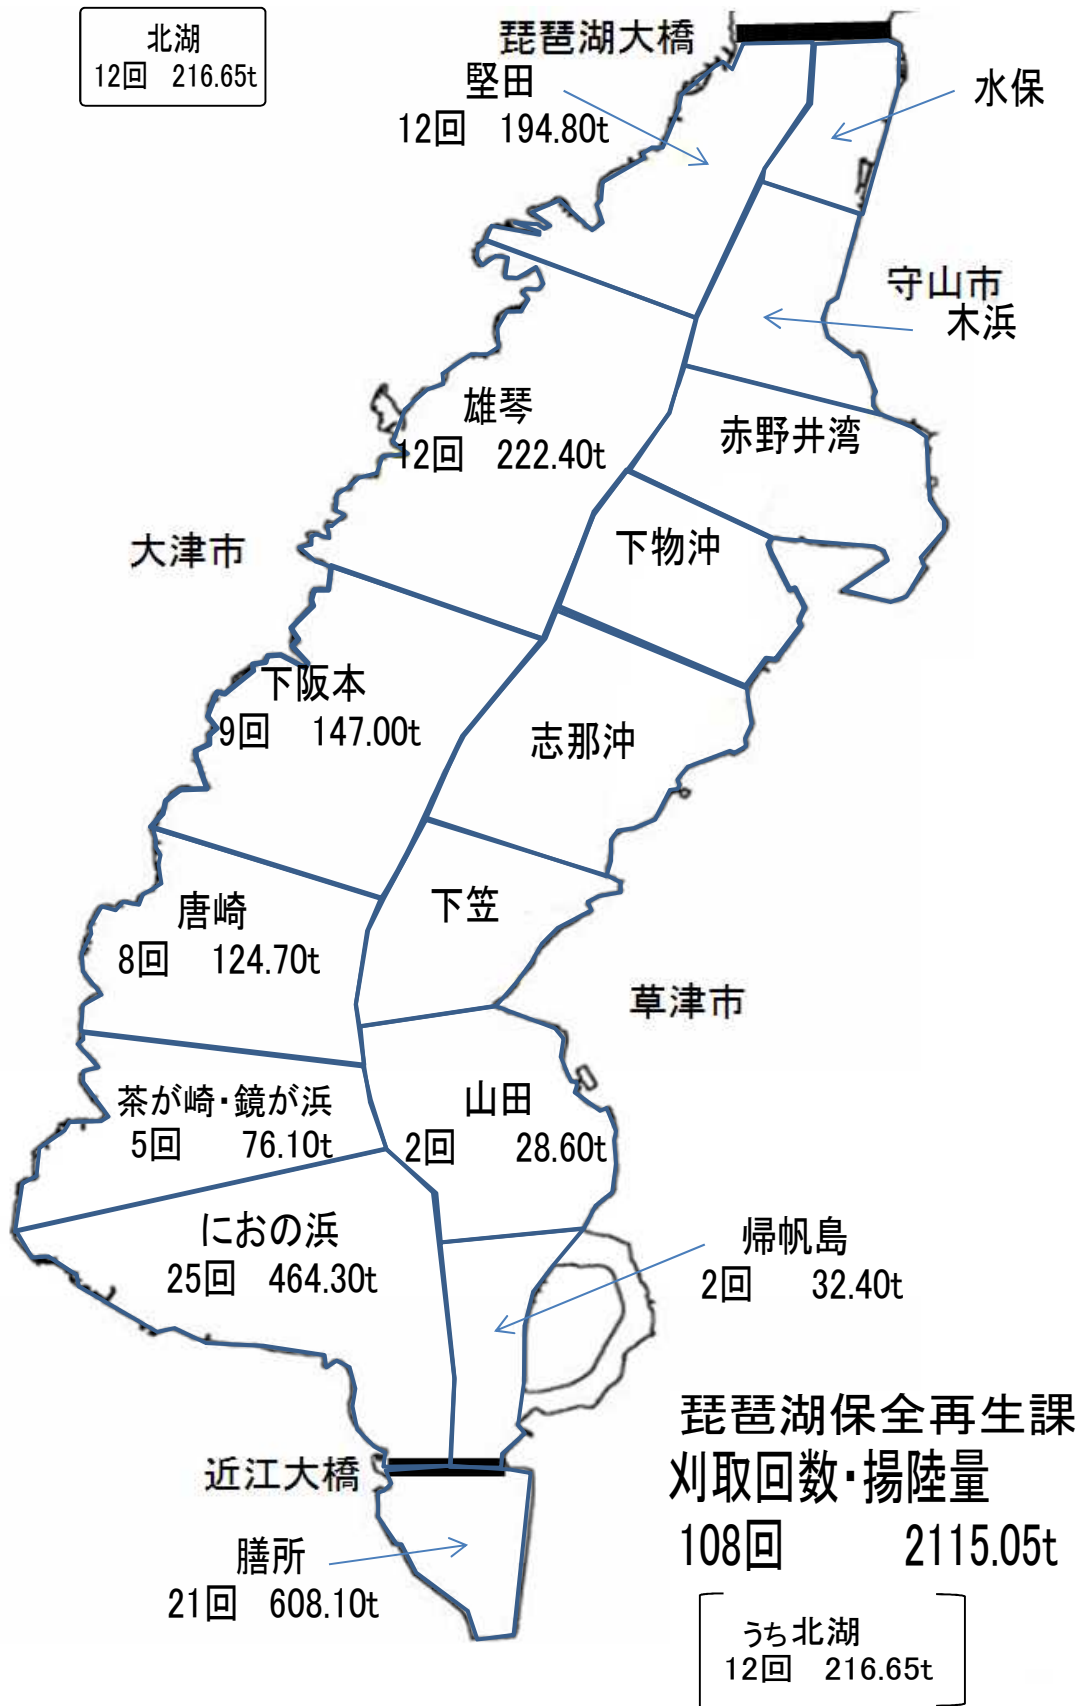 北湖
12回 216.65t
琵琶湖大橋
堅田
12回 194.80t
水保
守山市
木浜
雄琴
12回 222.40t
赤野井湾
下物沖
大津市
下阪本
9回 147.00t
志那沖
唐崎
8回 124.70t
下笠
草津市
茶が崎・鏡が浜
5回 76.10t
山田
2回 28.60t
におの浜
25回 464.30t
帰帆島
2回 32.40t
琵琶湖保全再生課
刈取回数・揚陸量
108回 2115.05t
近江大橋
膳所
21回 608.10t
うち北湖
12回 216.65t